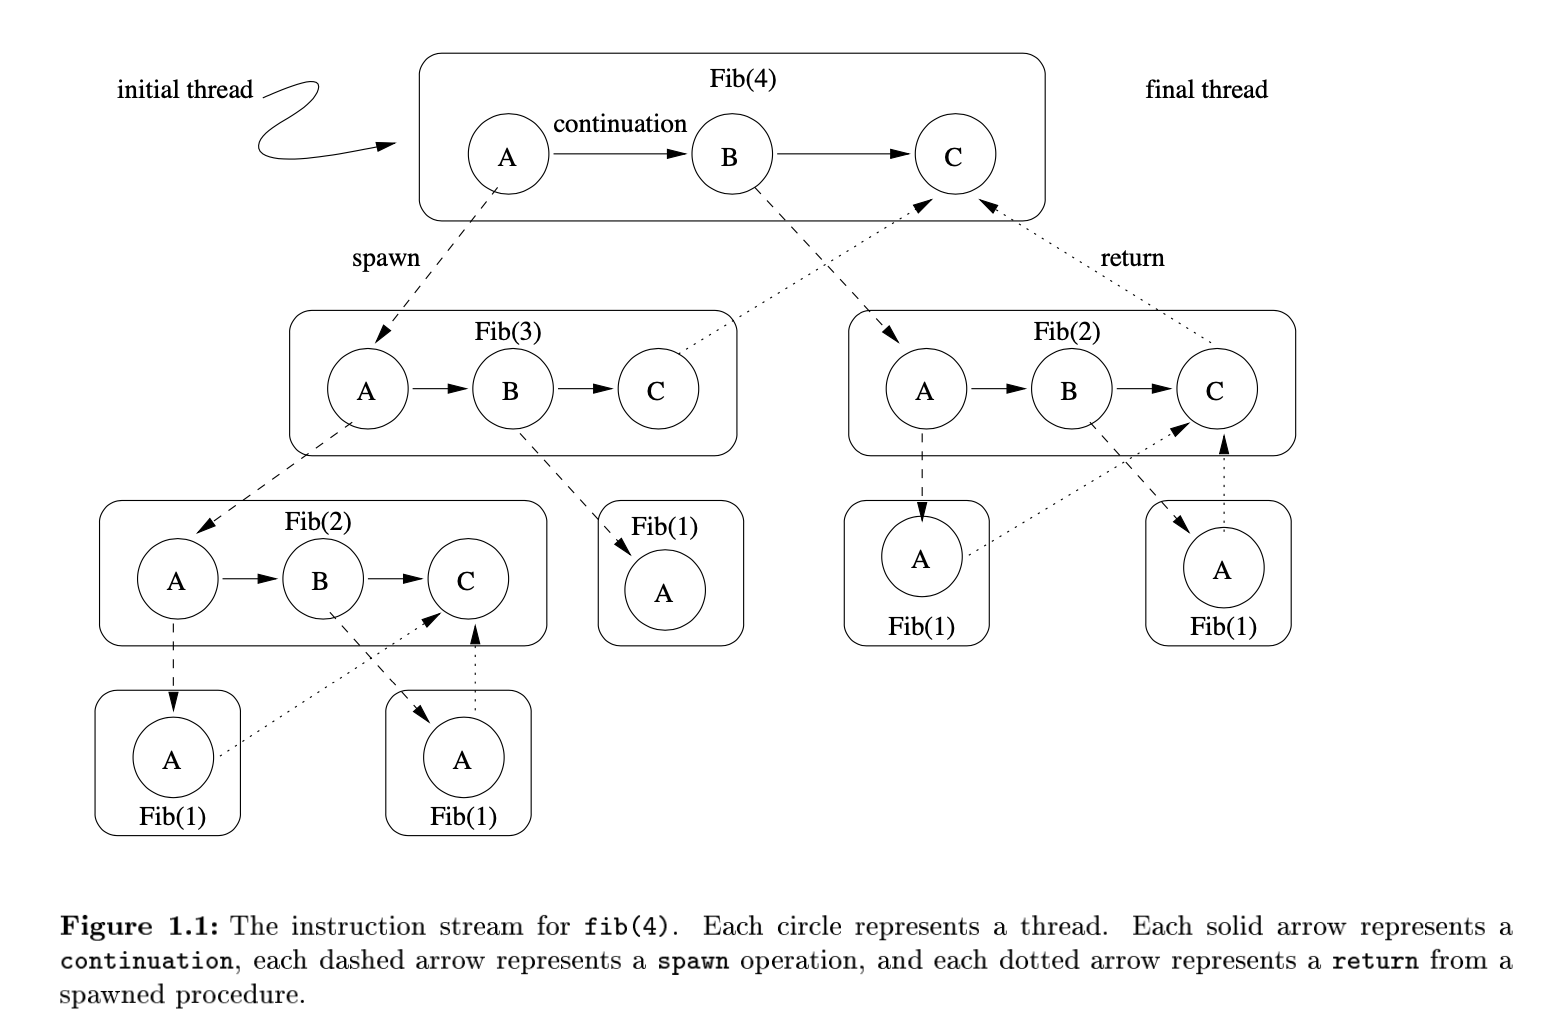 Fib(4)
initial thread
final thread
continuation
A
B
C
spawn
return
Fib(3)
Fib(2)
A
B
C
A
B
C
Fib(2)
Fib(1)
A
B
C
A
A
A
Fib(1)
Fib(1)
A
A
Fib(1)
Fib(1)
Figure 1.1: The instruction stream for fib(4). Each circle represents a thread. Each solid arrow represents a
continuation, each dashed arrow represents a spawn operation, and each dotted arrow represents a return from a
spawned procedure.